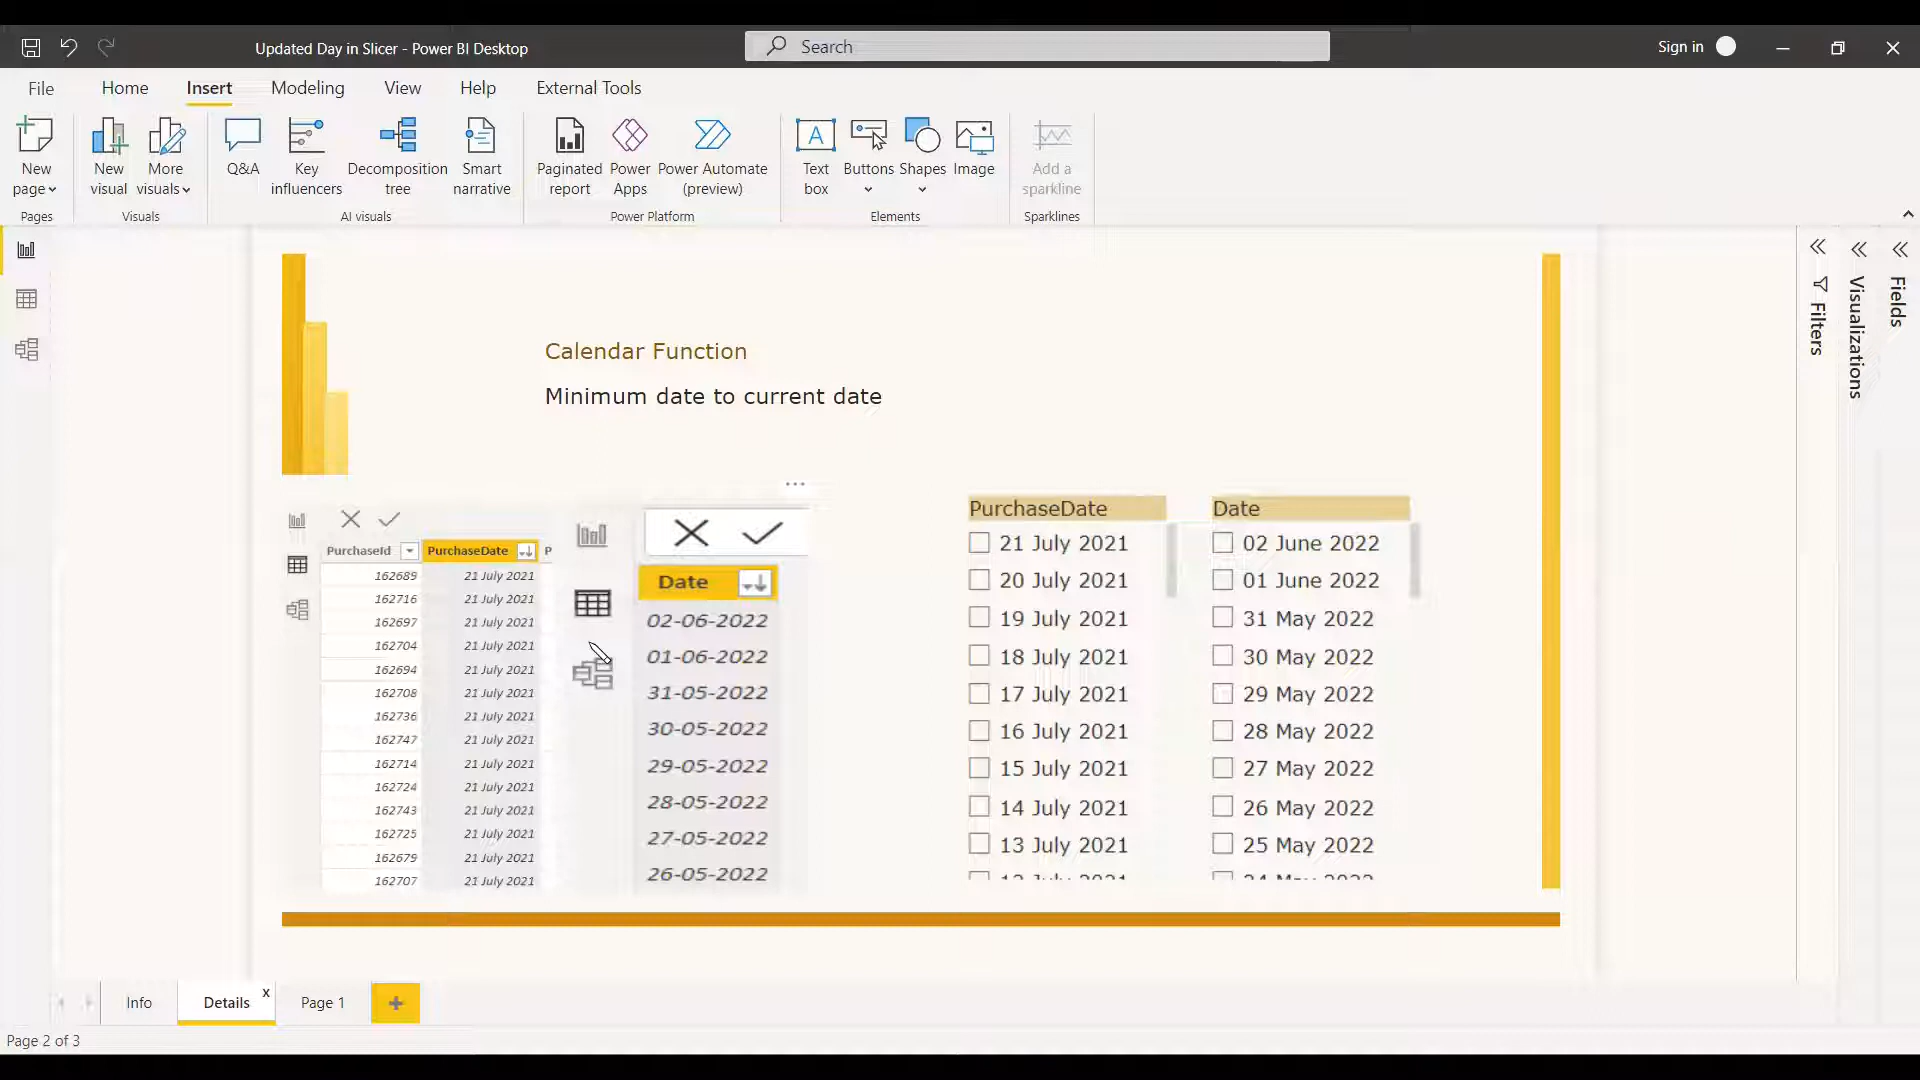 Updated Day in Slicer - Power BI Desktop
Search
Sign in
File
Home
Insert
Modeling
View
Help
External Tools
New page
New visual
More visuals
Q&A
Key influencers
Decomposition tree
Smart narrative
Paginated report
Power Apps
Power Automate (preview)
Text box
Buttons
Shapes
Image
Add a sparkline
Pages
Visuals
AI visuals
Power Platform
Elements
Sparklines
Filters
Visualizations
Fields
Calendar Function
Minimum date to current date
PurchaseId PurchaseDate P
162689 21 July 2021
162716 21 July 2021
162697 21 July 2021
162704 21 July 2021
162694 21 July 2021
162708 21 July 2021
162736 21 July 2021
162747 21 July 2021
162714 21 July 2021
162724 21 July 2021
162743 21 July 2021
162725 21 July 2021
162679 21 July 2021
162707 21 July 2021
Date
02-06-2022
01-06-2022
31-05-2022
30-05-2022
29-05-2022
28-05-2022
27-05-2022
26-05-2022
PurchaseDate
21 July 2021
20 July 2021
19 July 2021
18 July 2021
17 July 2021
16 July 2021
15 July 2021
14 July 2021
13 July 2021
Date
02 June 2022
01 June 2022
31 May 2022
30 May 2022
29 May 2022
28 May 2022
27 May 2022
26 May 2022
25 May 2022
Info
Details x
Page 1
+
Page 2 of 3